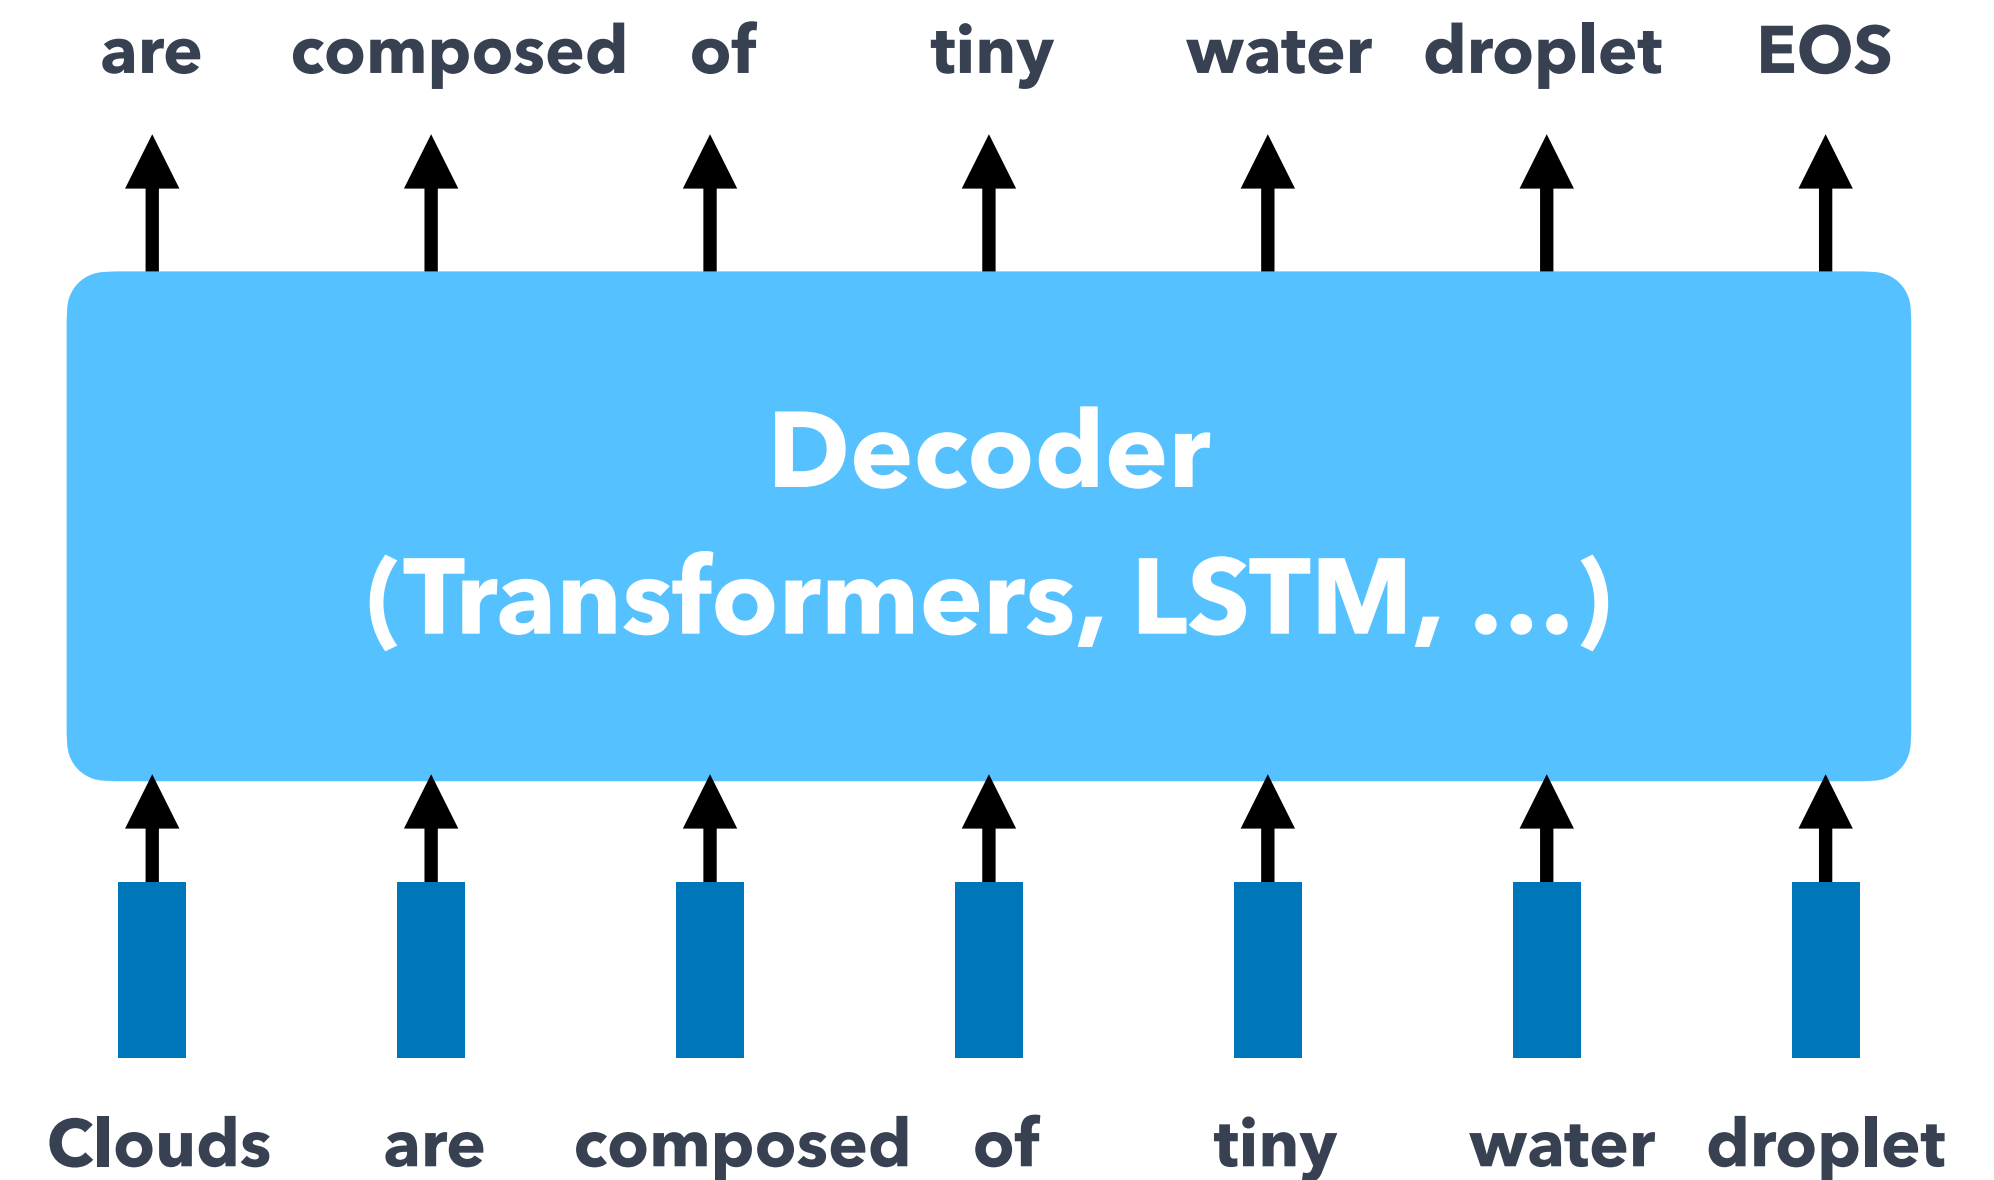 are composed of tiny water droplet EOS
Decoder
(Transformers, LSTM, ...)
Clouds are composed of tiny water droplet